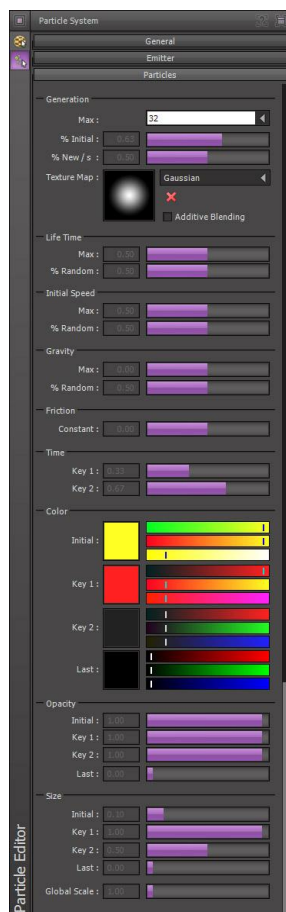 Particle System
General
Emitter
Particles
Generation
Max : 32
% Initial : 0.63
% New / s : 0.50
Texture Map : Gaussian
Additive Blending
Life Time
Max : 0.50
% Random : 0.50
Initial Speed
Max : 0.50
% Random : 0.50
Gravity
Max : 0.00
% Random : 0.50
Friction
Constant : 0.00
Time
Key 1 : 0.33
Key 2 : 0.67
Color
Initial :
Key 1 :
Key 2 :
Last :
Opacity
Initial : 1.00
Key 1 : 1.00
Key 2 : 1.00
Last : 0.00
Size
Initial : 0.10
Key 1 : 1.00
Key 2 : 0.50
Last : 0.00
Global Scale : 1.00
Particle Editor